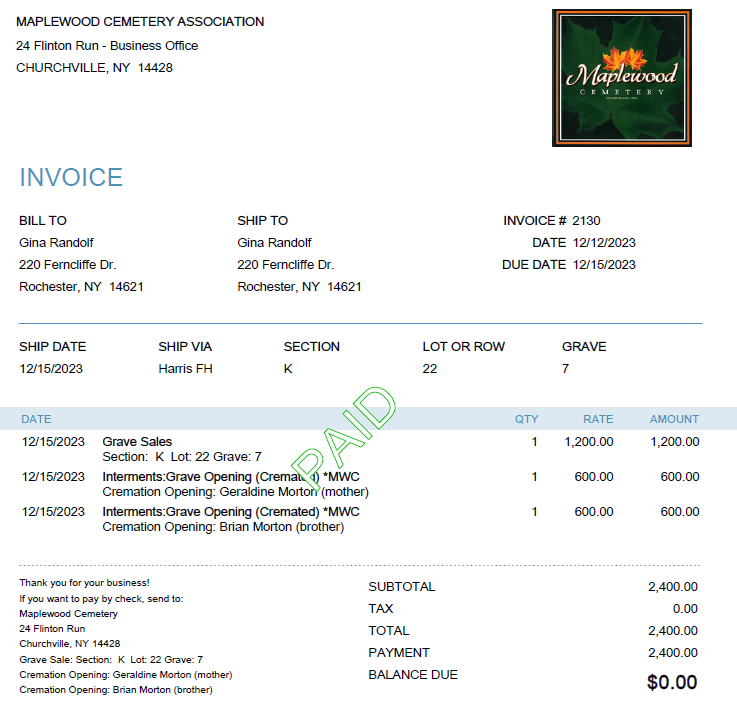 MAPLEWOOD CEMETERY ASSOCIATION
24 Flinton Run - Business Office
CHURCHVILLE, NY 14428
Maplewood
CEMETERY
INVOICE
BILL TO
Gina Randolf
220 Ferncliffe Dr.
Rochester, NY 14621
SHIP TO
Gina Randolf
220 Ferncliffe Dr.
Rochester, NY 14621
INVOICE # 2130
DATE 12/12/2023
DUE DATE 12/15/2023
SHIP DATE SHIP VIA SECTION LOT OR ROW GRAVE
12/15/2023 Harris FH K 22 7
PAID
DATE QTY RATE AMOUNT
12/15/2023 Grave Sales 1 1,200.00 1,200.00
Section: K Lot: 22 Grave: 7
12/15/2023 Interments:Grave Opening (Cremated) *MWC 1 600.00 600.00
Cremation Opening: Geraldine Morton (mother)
12/15/2023 Interments:Grave Opening (Cremated) *MWC 1 600.00 600.00
Cremation Opening: Brian Morton (brother)
Thank you for your business!
If you want to pay by check, send to:
Maplewood Cemetery
24 Flinton Run
Churchville, NY 14428
Grave Sale: Section: K Lot: 22 Grave: 7
Cremation Opening: Geraldine Morton (mother)
Cremation Opening: Brian Morton (brother)
SUBTOTAL 2,400.00
TAX 0.00
TOTAL 2,400.00
PAYMENT 2,400.00
BALANCE DUE $0.00